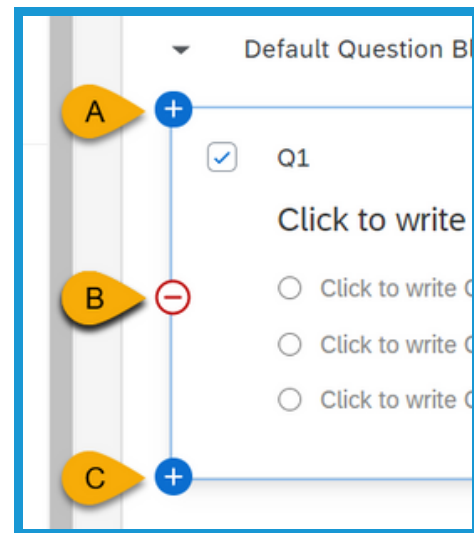 Default Question Bl
A
Q1
Click to write
B
Click to write
Click to write
Click to write
C